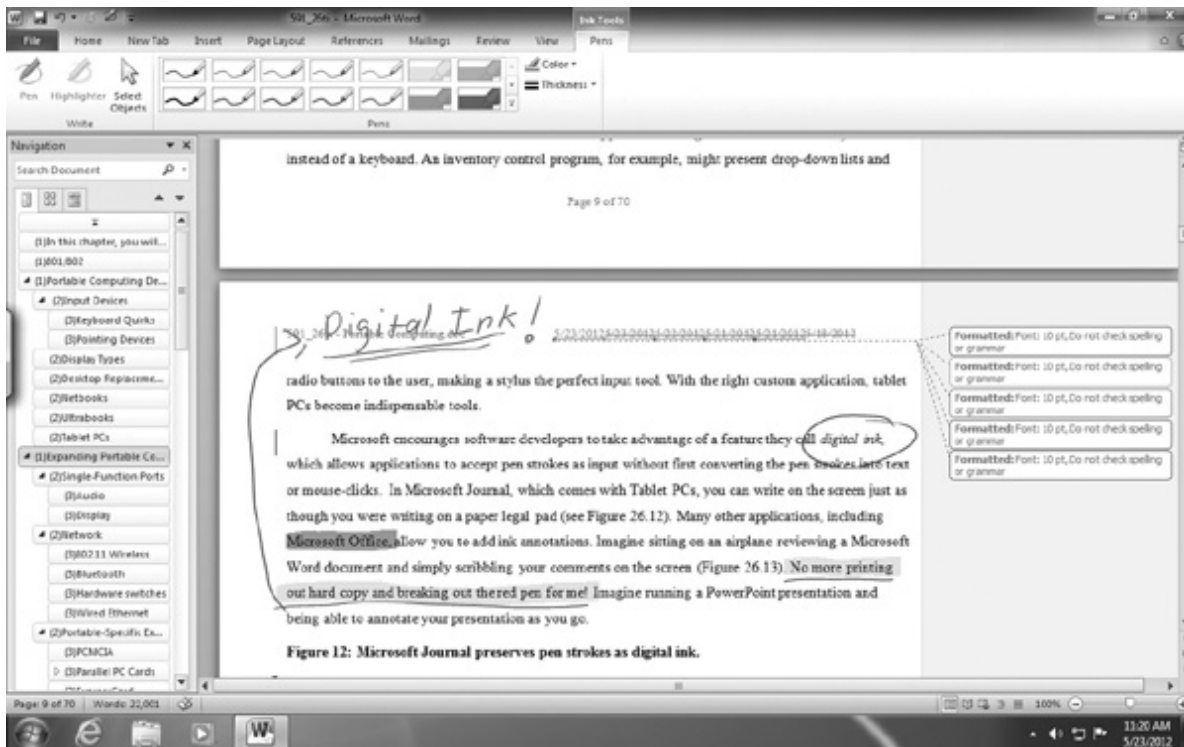 591_26 - Microsoft Word
Ink Tools
File Home New Tab Insert Page Layout References Mailings Review View Pens
Pen Highlighter Select Objects
Color
Thickness
Write
Pens
Navigation
Search Document
(1)In this chapter, you will...
(1)801/802
(1)Portable Computing De...
(2)Input Devices
(3)Keyboard Quirks
(3)Pointing Devices
(2)Display Types
(2)Desktop Replaceme...
(2)Netbooks
(2)Ultrabooks
(2)Tablet PCs
(1)Expanding Portable Co...
(2)Single-Function Ports
(3)Audio
(3)Display
(2)Network
(3)802.11 Wireless
(3)Bluetooth
(3)Hardware switches
(3)Wired Ethernet
(2)Portable-Specific Ex...
(3)PCMCIA
(3)Parallel PC Cards
instead of a keyboard. An inventory control program, for example, might present drop-down lists and
Page 9 of 70
Digital Ink!
radio buttons to the user, making a stylus the perfect input tool. With the right custom application, tablet
PCs become indispensable tools.
Microsoft encourages software developers to take advantage of a feature they call digital ink,
which allows applications to accept pen strokes as input without first converting the pen strokes into text
or mouse-clicks. In Microsoft Journal, which comes with Tablet PCs, you can write on the screen just as
though you were writing on a paper legal pad (see Figure 26.12). Many other applications, including
Microsoft Office, allow you to add ink annotations. Imagine sitting on an airplane reviewing a Microsoft
Word document and simply scribbling your comments on the screen (Figure 26.13). No more printing
out hard copy and breaking out the red pen for me! Imagine running a PowerPoint presentation and
being able to annotate your presentation as you go.
Figure 12: Microsoft Journal preserves pen strokes as digital ink.
Formatted: Font: 10 pt, Do not check spelling
or grammar
Formatted: Font: 10 pt, Do not check spelling
or grammar
Formatted: Font: 10 pt, Do not check spelling
or grammar
Formatted: Font: 10 pt, Do not check spelling
or grammar
Formatted: Font: 10 pt, Do not check spelling
or grammar
Page: 9 of 70 Words: 22,001
100%
11:20 AM
5/23/2012